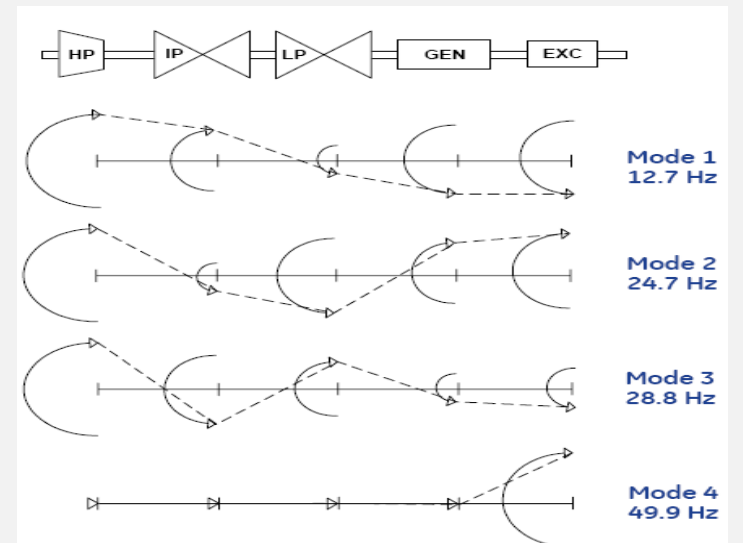 HP IP LP GEN EXC
Mode 1
12.7 Hz
Mode 2
24.7 Hz
Mode 3
28.8 Hz
Mode 4
49.9 Hz